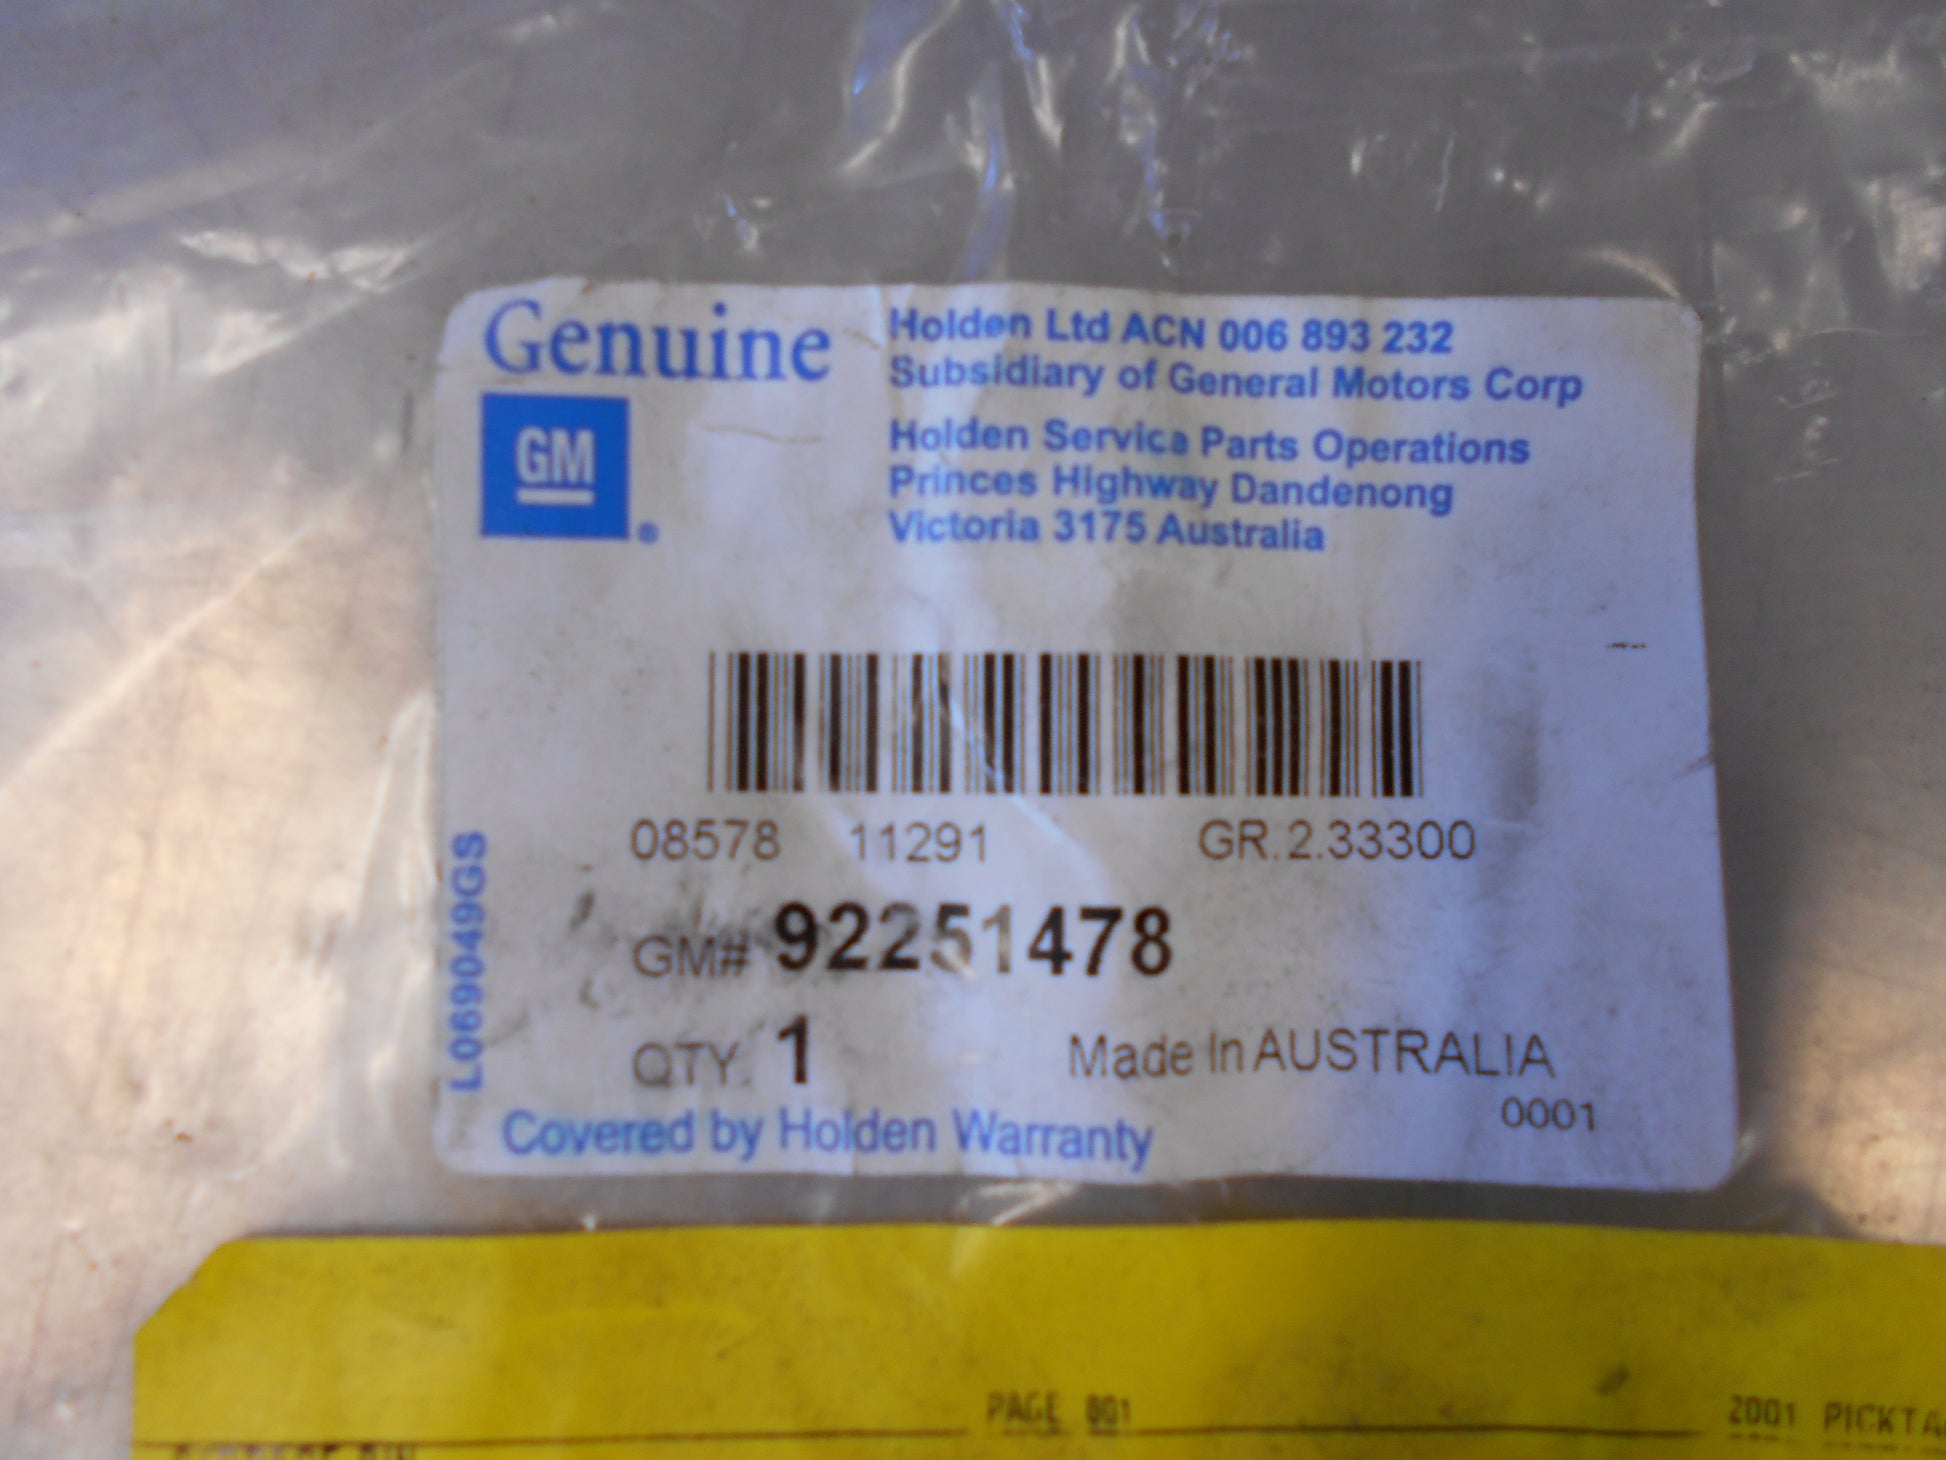 Genuine
GM
®
Holden Ltd ACN 006 893 232
Subsidiary of General Motors Corp
Holden Service Parts Operations
Princes Highway Dandenong
Victoria 3175 Australia
08578 11291 GR.2.33300
GM# 92251478
QTY. 1 Made In AUSTRALIA
0001
Covered by Holden Warranty
L069049GS
PAGE 001
2001